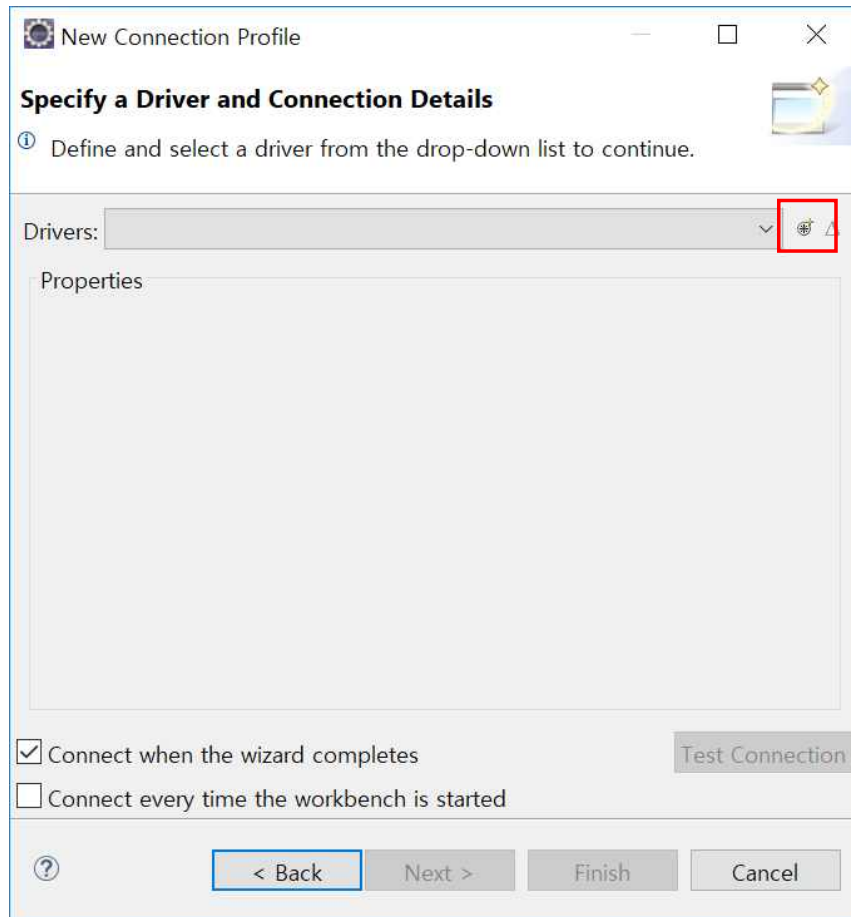 New Connection Profile
Specify a Driver and Connection Details
Define and select a driver from the drop-down list to continue.
Drivers:
Properties
Connect when the wizard completes
Test Connection
Connect every time the workbench is started
< Back
Next >
Finish
Cancel